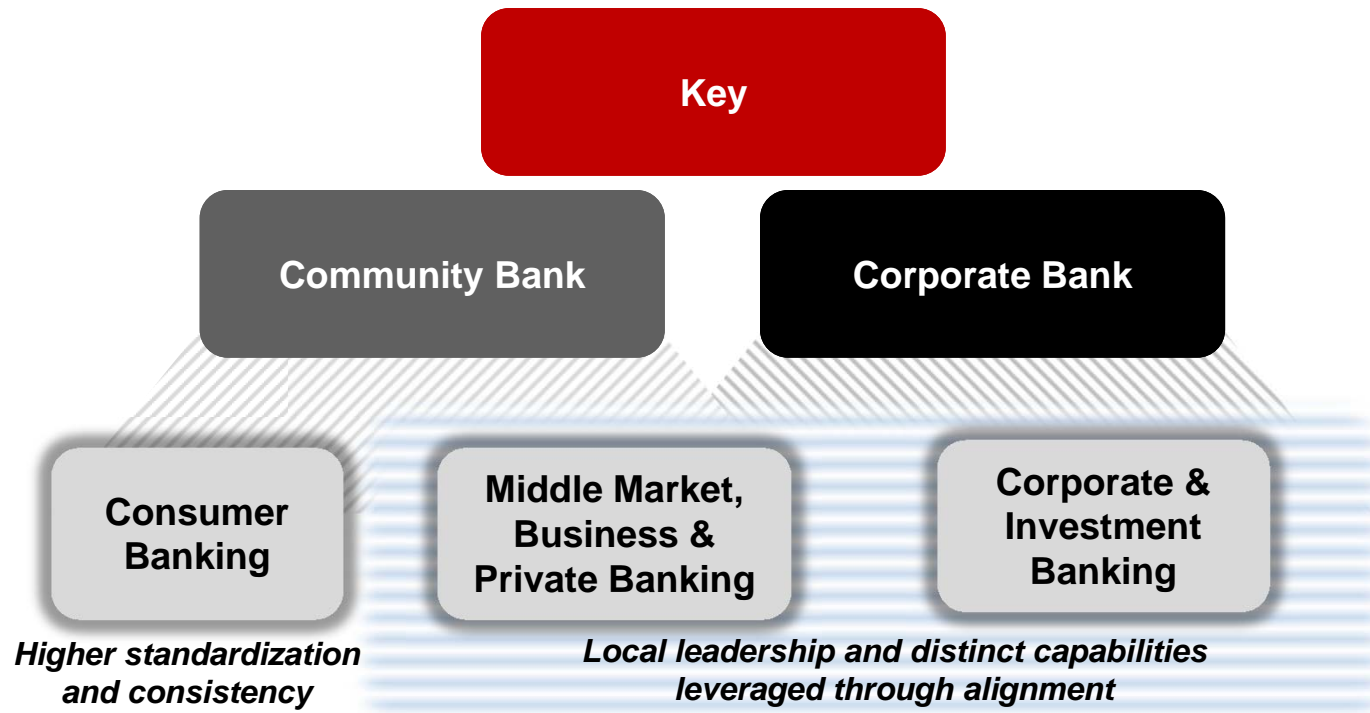 Key
Community Bank
Corporate Bank
Consumer
Banking
Middle Market,
Business &
Private Banking
Corporate &
Investment
Banking
Higher standardization
and consistency
Local leadership and distinct capabilities
leveraged through alignment